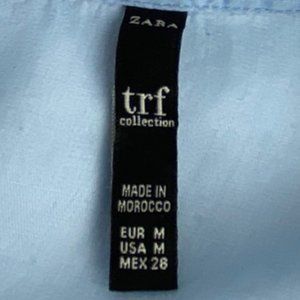 ZARA
trf
collection
MADE IN
MOROCCO
EUR M
USA M
MEX 28